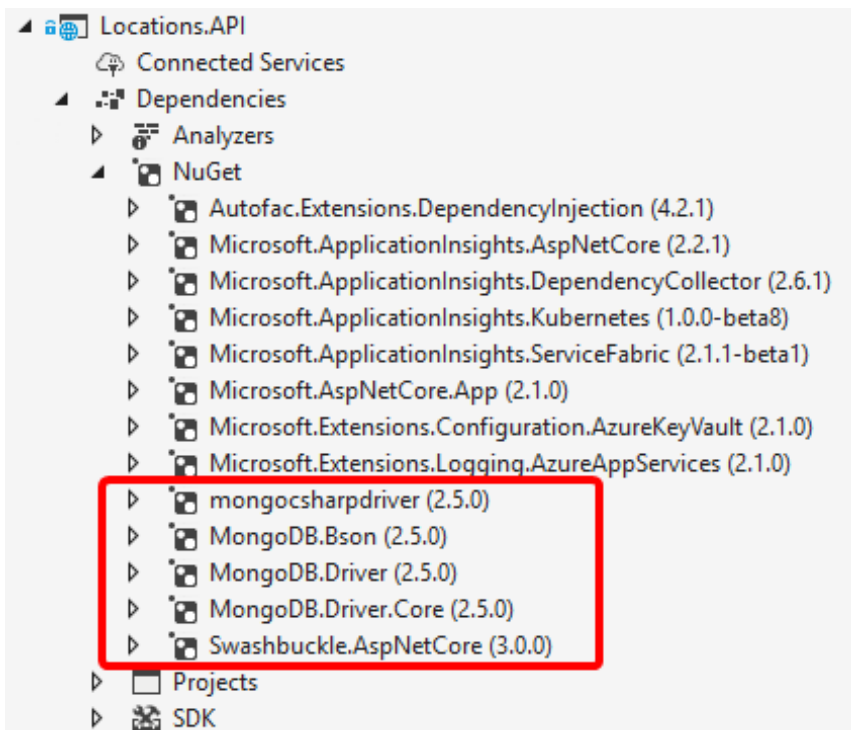 Locations.API
Connected Services
Dependencies
Analyzers
NuGet
Autofac.Extensions.DependencyInjection (4.2.1)
Microsoft.ApplicationInsights.AspNetCore (2.2.1)
Microsoft.ApplicationInsights.DependencyCollector (2.6.1)
Microsoft.ApplicationInsights.Kubernetes (1.0.0-beta8)
Microsoft.ApplicationInsights.ServiceFabric (2.1.1-beta1)
Microsoft.AspNetCore.App (2.1.0)
Microsoft.Extensions.Configuration.AzureKeyVault (2.1.0)
Microsoft.Extensions.Logging.AzureAppServices (2.1.0)
mongocsharpdriver (2.5.0)
MongoDB.Bson (2.5.0)
MongoDB.Driver (2.5.0)
MongoDB.Driver.Core (2.5.0)
Swashbuckle.AspNetCore (3.0.0)
Projects
SDK